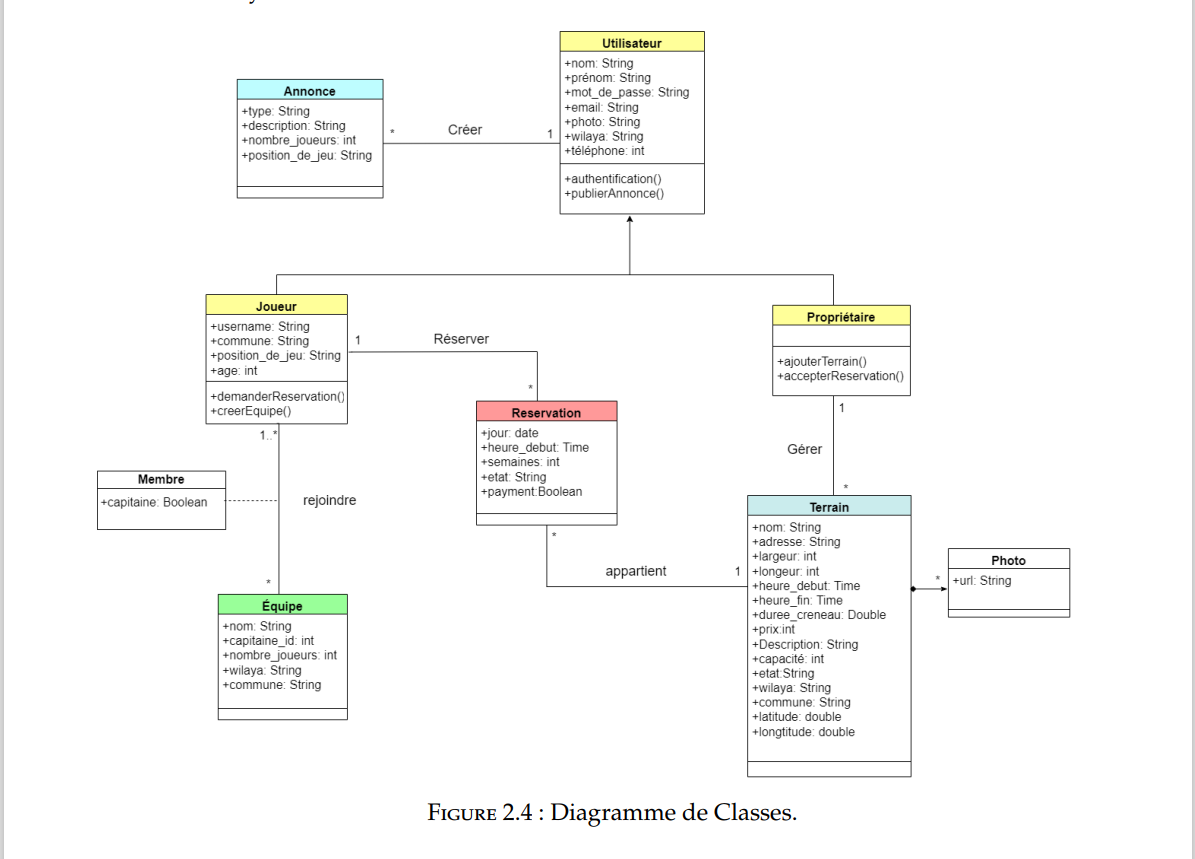 Utilisateur
+nom: String
+prénom: String
+mot_de_passe: String
+email: String
+photo: String
+wilaya: String
+téléphone: int
+authentification()
+publierAnnonce()
Annonce
+type: String
+description: String
+nombre_joueurs: int
+position_de_jeu: String
*
Créer
1
Joueur
+username: String
+commune: String
+position_de_jeu: String
+age: int
+demanderReservation()
+creerEquipe()
1
Réserver
*
Propriétaire
+ajouterTerrain()
+accepterReservation()
1
Gérer
*
Reservation
+jour: date
+heure_debut: Time
+semaines: int
+etat: String
+payment:Boolean
*
appartient
1
1..*
Membre
+capitaine: Boolean
rejoindre
*
Équipe
+nom: String
+capitaine_id: int
+nombre_joueurs: int
+wilaya: String
+commune: String
Terrain
+nom: String
+adresse: String
+largeur: int
+longeur: int
+heure_debut: Time
+heure_fin: Time
+duree_creneau: Double
+prix:int
+Description: String
+capacité: int
+etat:String
+wilaya: String
+commune: String
+latitude: double
+longtitude: double
*
Photo
+url: String
FIGURE 2.4 : Diagramme de Classes.